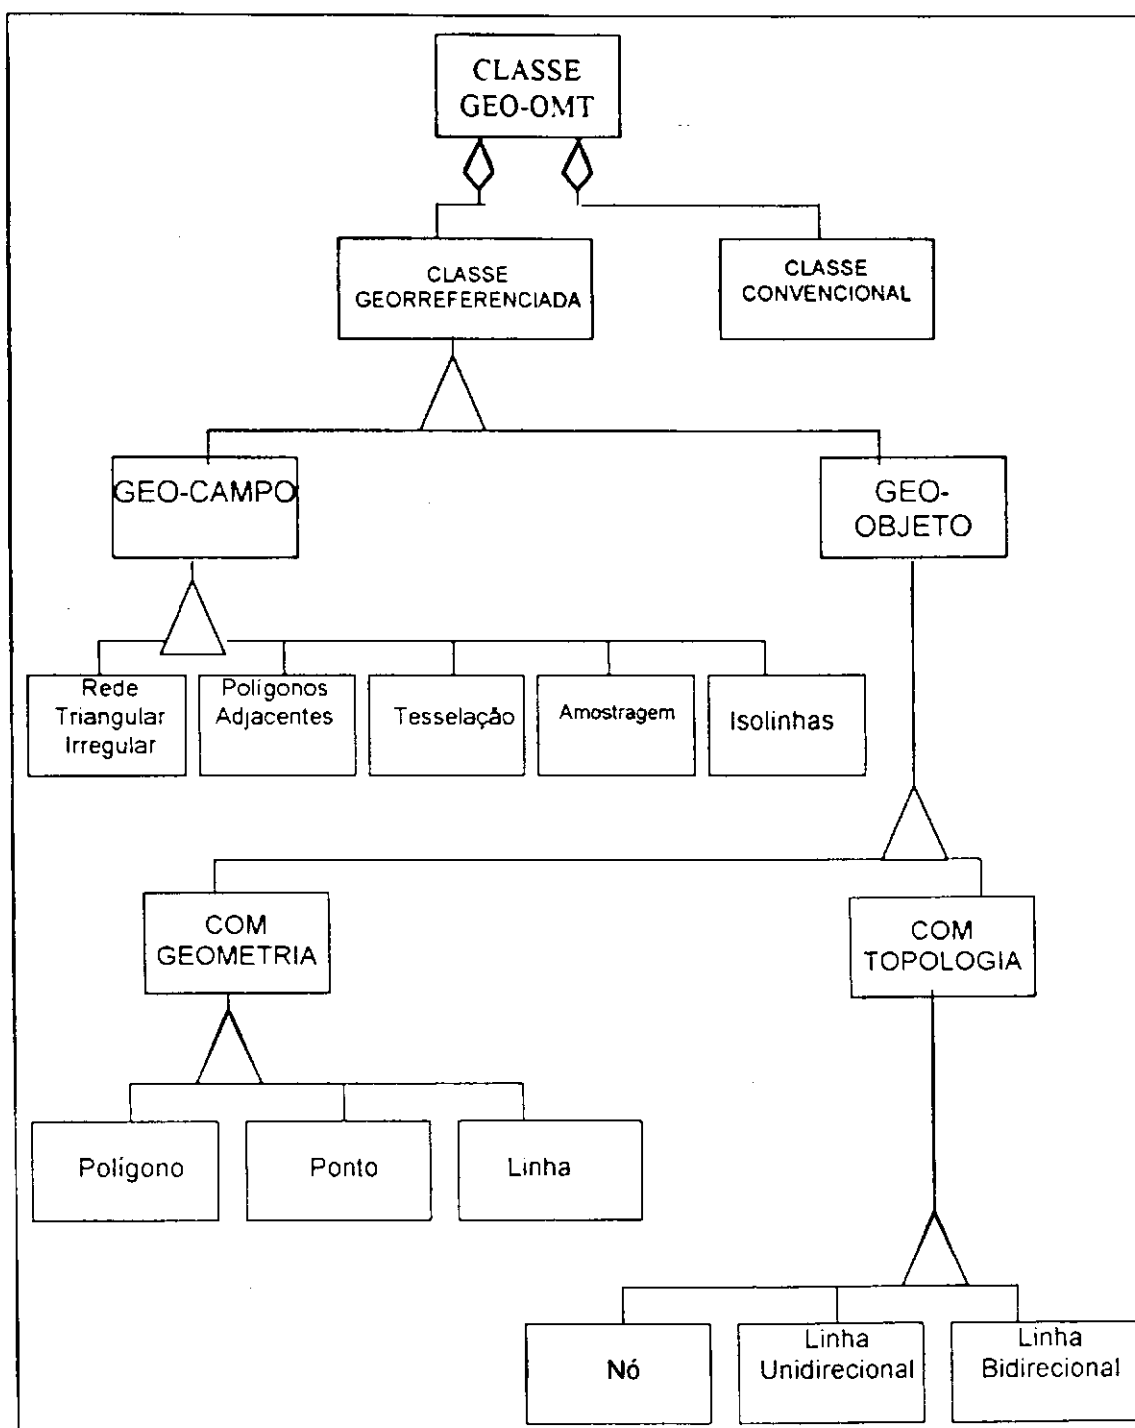 CLASSE
GEO-OMT
CLASSE
GEORREFERENCIADA
CLASSE
CONVENCIONAL
GEO-CAMPO
GEO-
OBJETO
Rede
Triangular
Irregular
Polígonos
Adjacentes
Tesselação
Amostragem
Isolinhas
COM
GEOMETRIA
COM
TOPOLOGIA
Polígono
Ponto
Linha
Nó
Linha
Unidirecional
Linha
Bidirecional